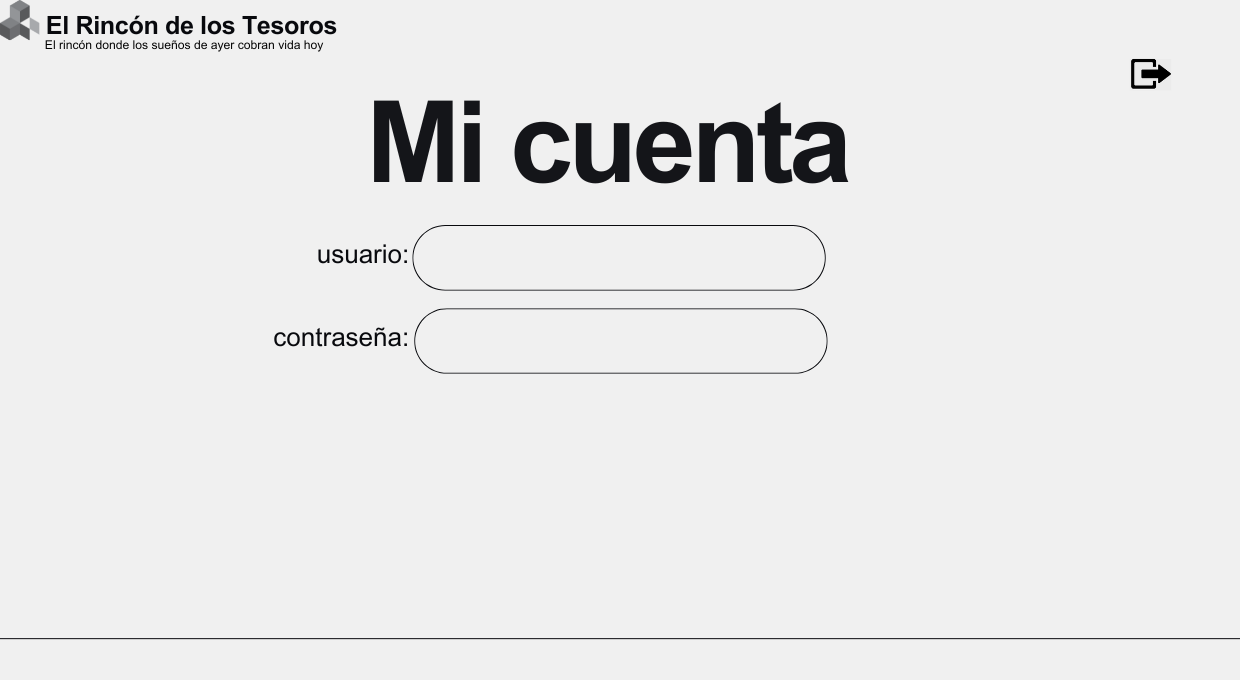 El Rincón de los Tesoros
El rincón donde los sueños de ayer cobran vida hoy
Mi cuenta
usuario:
contraseña: